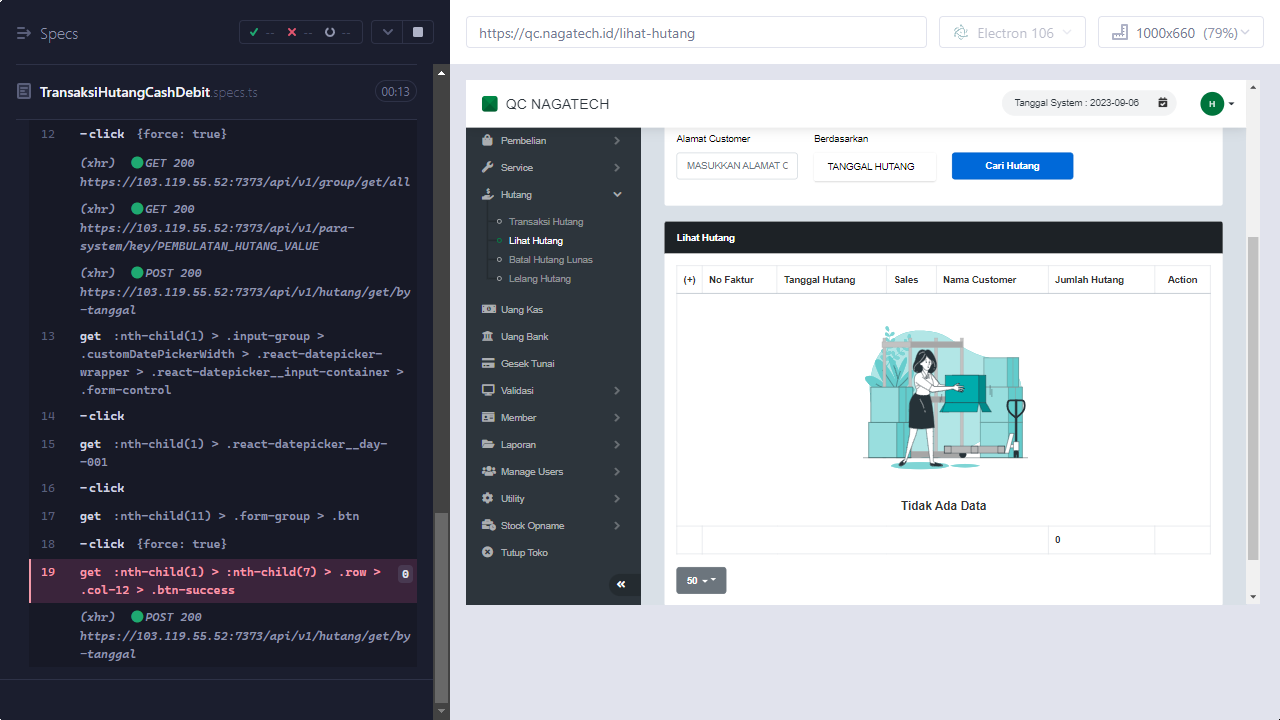 Specs
-- -- --
https://qc.nagatech.id/lihat-hutang
Electron 106
1000x660 (79%)
TransaksiHutangCashDebit.specs.ts
00:13
12 -click {force: true}
(xhr) GET 200
https://103.119.55.52:7373/api/v1/group/get/all
(xhr) GET 200
https://103.119.55.52:7373/api/v1/para-
system/key/PEMBULATAN_HUTANG_VALUE
(xhr) POST 200
https://103.119.55.52:7373/api/v1/hutang/get/by
-tanggal
13 get :nth-child(1) > .input-group >
.customDatePickerWidth > .react-datepicker-
wrapper > .react-datepicker__input-container >
.form-control
14 -click
15 get :nth-child(1) > .react-datepicker__day-
-001
16 -click
17 get :nth-child(11) > .form-group > .btn
18 -click {force: true}
19 get :nth-child(1) > :nth-child(7) > .row >
.col-12 > .btn-success
0
(xhr) POST 200
https://103.119.55.52:7373/api/v1/hutang/get/by
-tanggal
QC NAGATECH
Tanggal System : 2023-09-06
H
Pembelian
Service
Hutang
Transaksi Hutang
Lihat Hutang
Batal Hutang Lunas
Lelang Hutang
Uang Kas
Uang Bank
Gesek Tunai
Validasi
Member
Laporan
Manage Users
Utility
Stock Opname
Tutup Toko
«
Alamat Customer
Berdasarkan
MASUKKAN ALAMAT C
TANGGAL HUTANG
Cari Hutang
Lihat Hutang
(+) No Faktur Tanggal Hutang Sales Nama Customer Jumlah Hutang Action
Tidak Ada Data
0
50